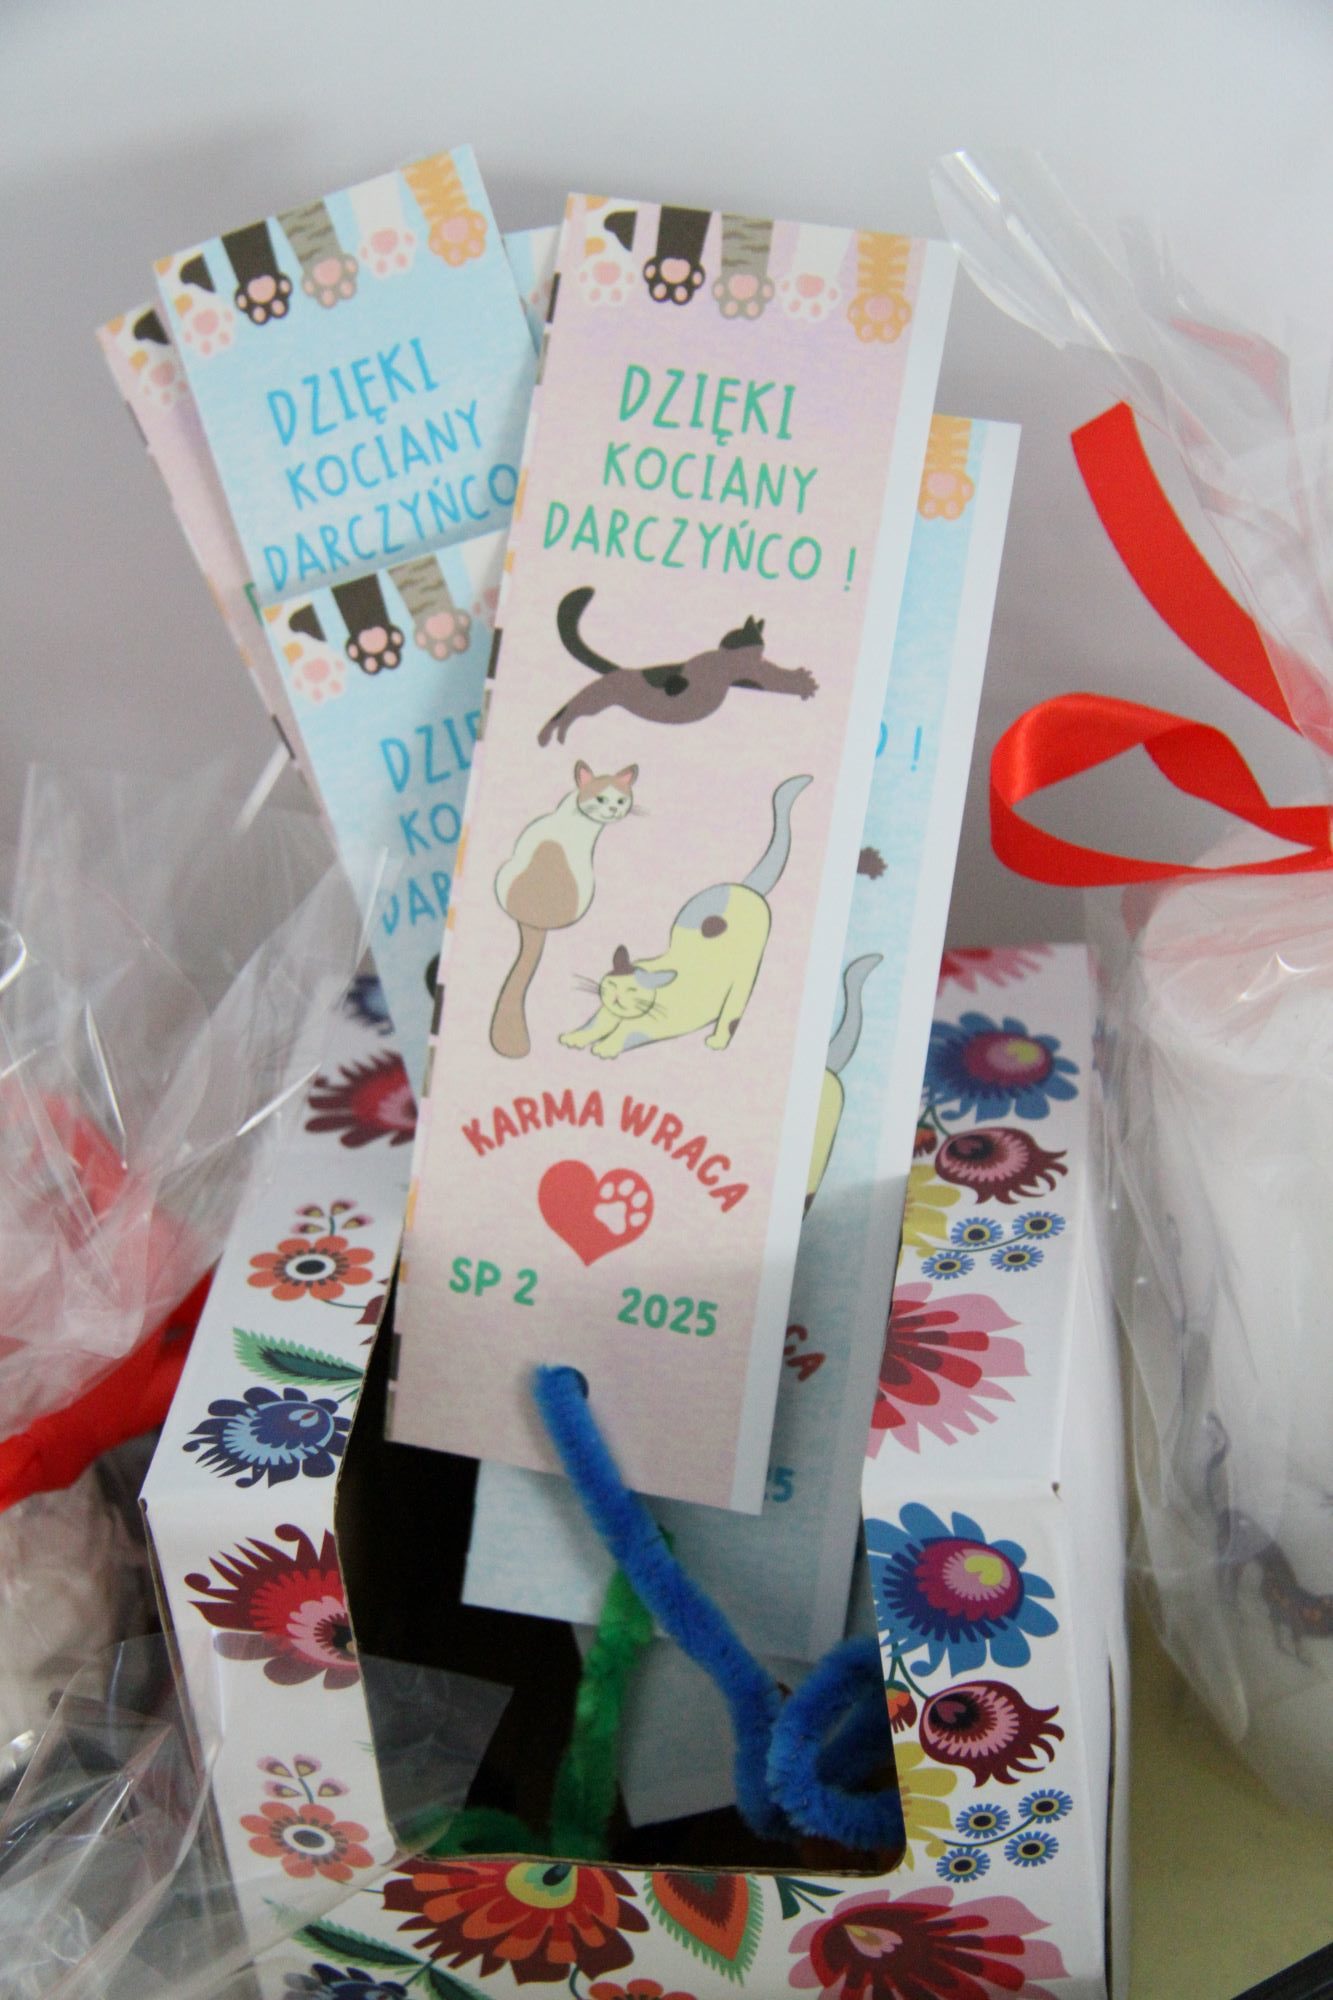 DZIĘKI
KOCIANY
DARCZYŃCO
DZIĘKI
KOCIANY
DARCZYŃCO !
KARMA WRACA
SP 2 2025